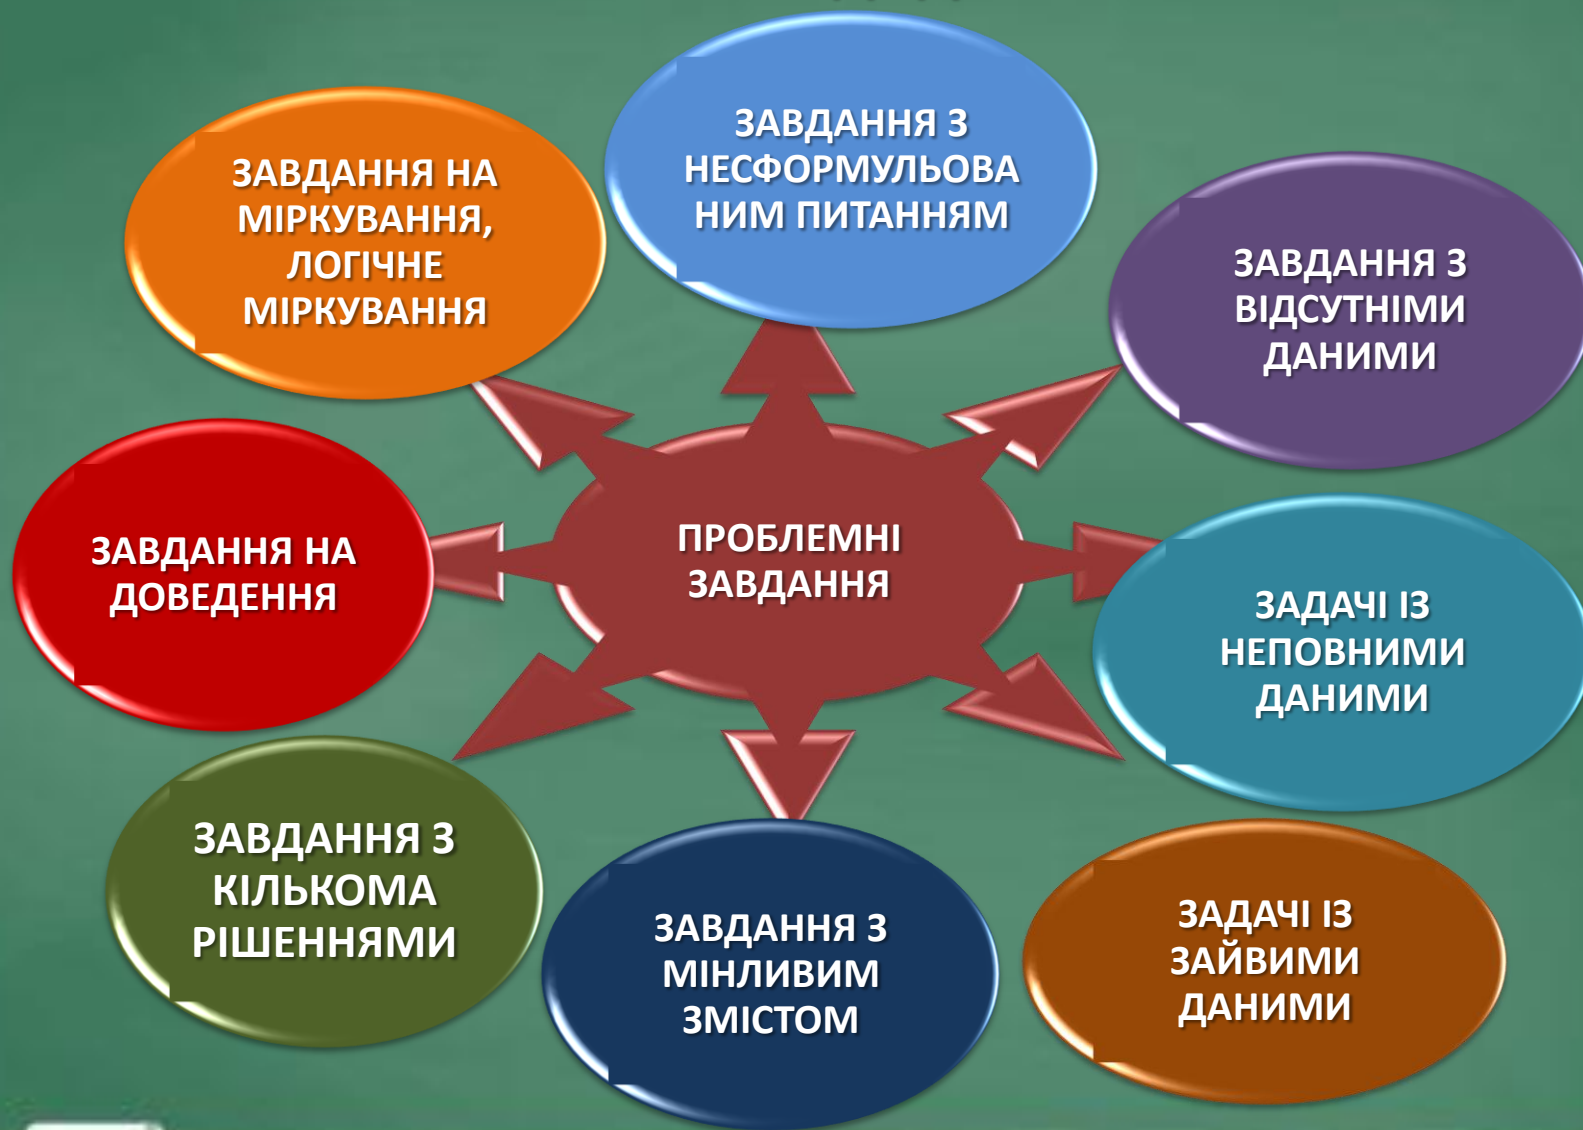 ЗАВДАННЯ З
НЕСФОРМУЛЬОВА
НИМ ПИТАННЯМ
ЗАВДАННЯ НА
МІРКУВАННЯ,
ЛОГІЧНЕ
МІРКУВАННЯ
ЗАВДАННЯ З
ВІДСУТНІМИ
ДАНИМИ
ЗАВДАННЯ НА
ДОВЕДЕННЯ
ПРОБЛЕМНІ
ЗАВДАННЯ
ЗАДАЧІ ІЗ
НЕПОВНИМИ
ДАНИМИ
ЗАВДАННЯ З
КІЛЬКОМА
РІШЕННЯМИ
ЗАВДАННЯ З
МІНЛИВИМ
ЗМІСТОМ
ЗАДАЧІ ІЗ
ЗАЙВИМИ
ДАНИМИ